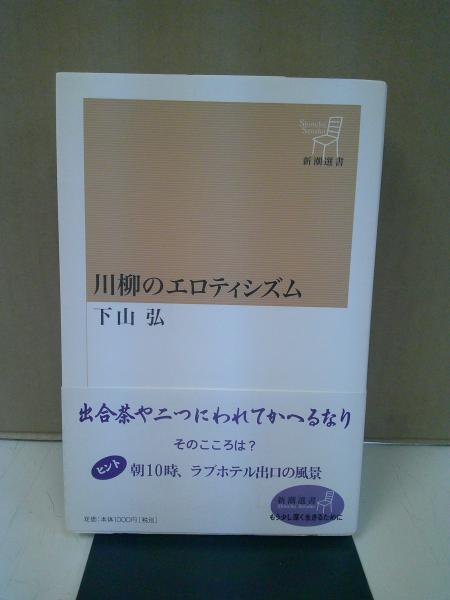 Shincho
Sensho
新潮選書
川柳のエロティシズム
下山 弘
出合茶や二つにわれてかへるなり
そのこころは？
ヒント
朝10時、ラブホテル出口の風景
新潮選書
Shincho Sensho
もう少し深く生きるために
定価：本体1000円［税別］